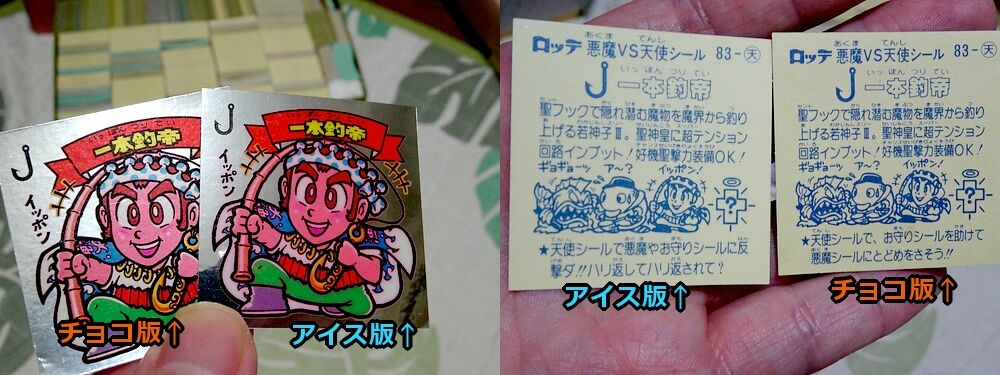 一本釣帝
イッポン
一本釣帝
イッポン
チョコ版↑
アイス版↑
あくま てんし
ロッテ 悪魔VS天使シール 83-天
いっ ぽん つり てい
一本釣帝
聖フックで隠れ潜む魔物を魔界から釣り
上げる若神子Ⅲ。聖神皇に超テンション
回路インプット!好機聖撃力装備OK!
ギョギョーッ ア〜? イッポン!
?
★天使シールで悪魔やお守りシールに反
撃ダ!!ハリ返してハリ返されて?
アイス版↑
あくま てんし
ロッテ 悪魔VS天使シール 83-天
いっ ぽん つり てい
一本釣帝
聖フックで隠れ潜む魔物を魔界から釣り
上げる若神子Ⅲ。聖神皇に超テンション
回路インプット!好機聖撃力装備OK!
ギョギョーッ ア〜? イッポン!
?
★天使シールで、お守りシールを助けて
悪魔シールにとどめをさそう!!
チョコ版↑